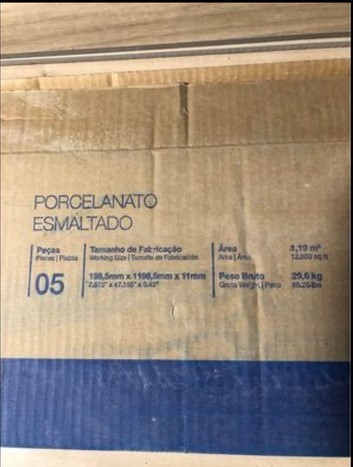 PORCELANATO
ESMALTADO
Peças
Pieces | Piezas
05
Tamanho de Fabricação
Working Size | Tamaño de Fabricación
198,5mm x 1198,5mm x 11mm
Área
Area | Área
1,19 m²
Peso Bruto
Gross Weight | Peso
29,6 kg